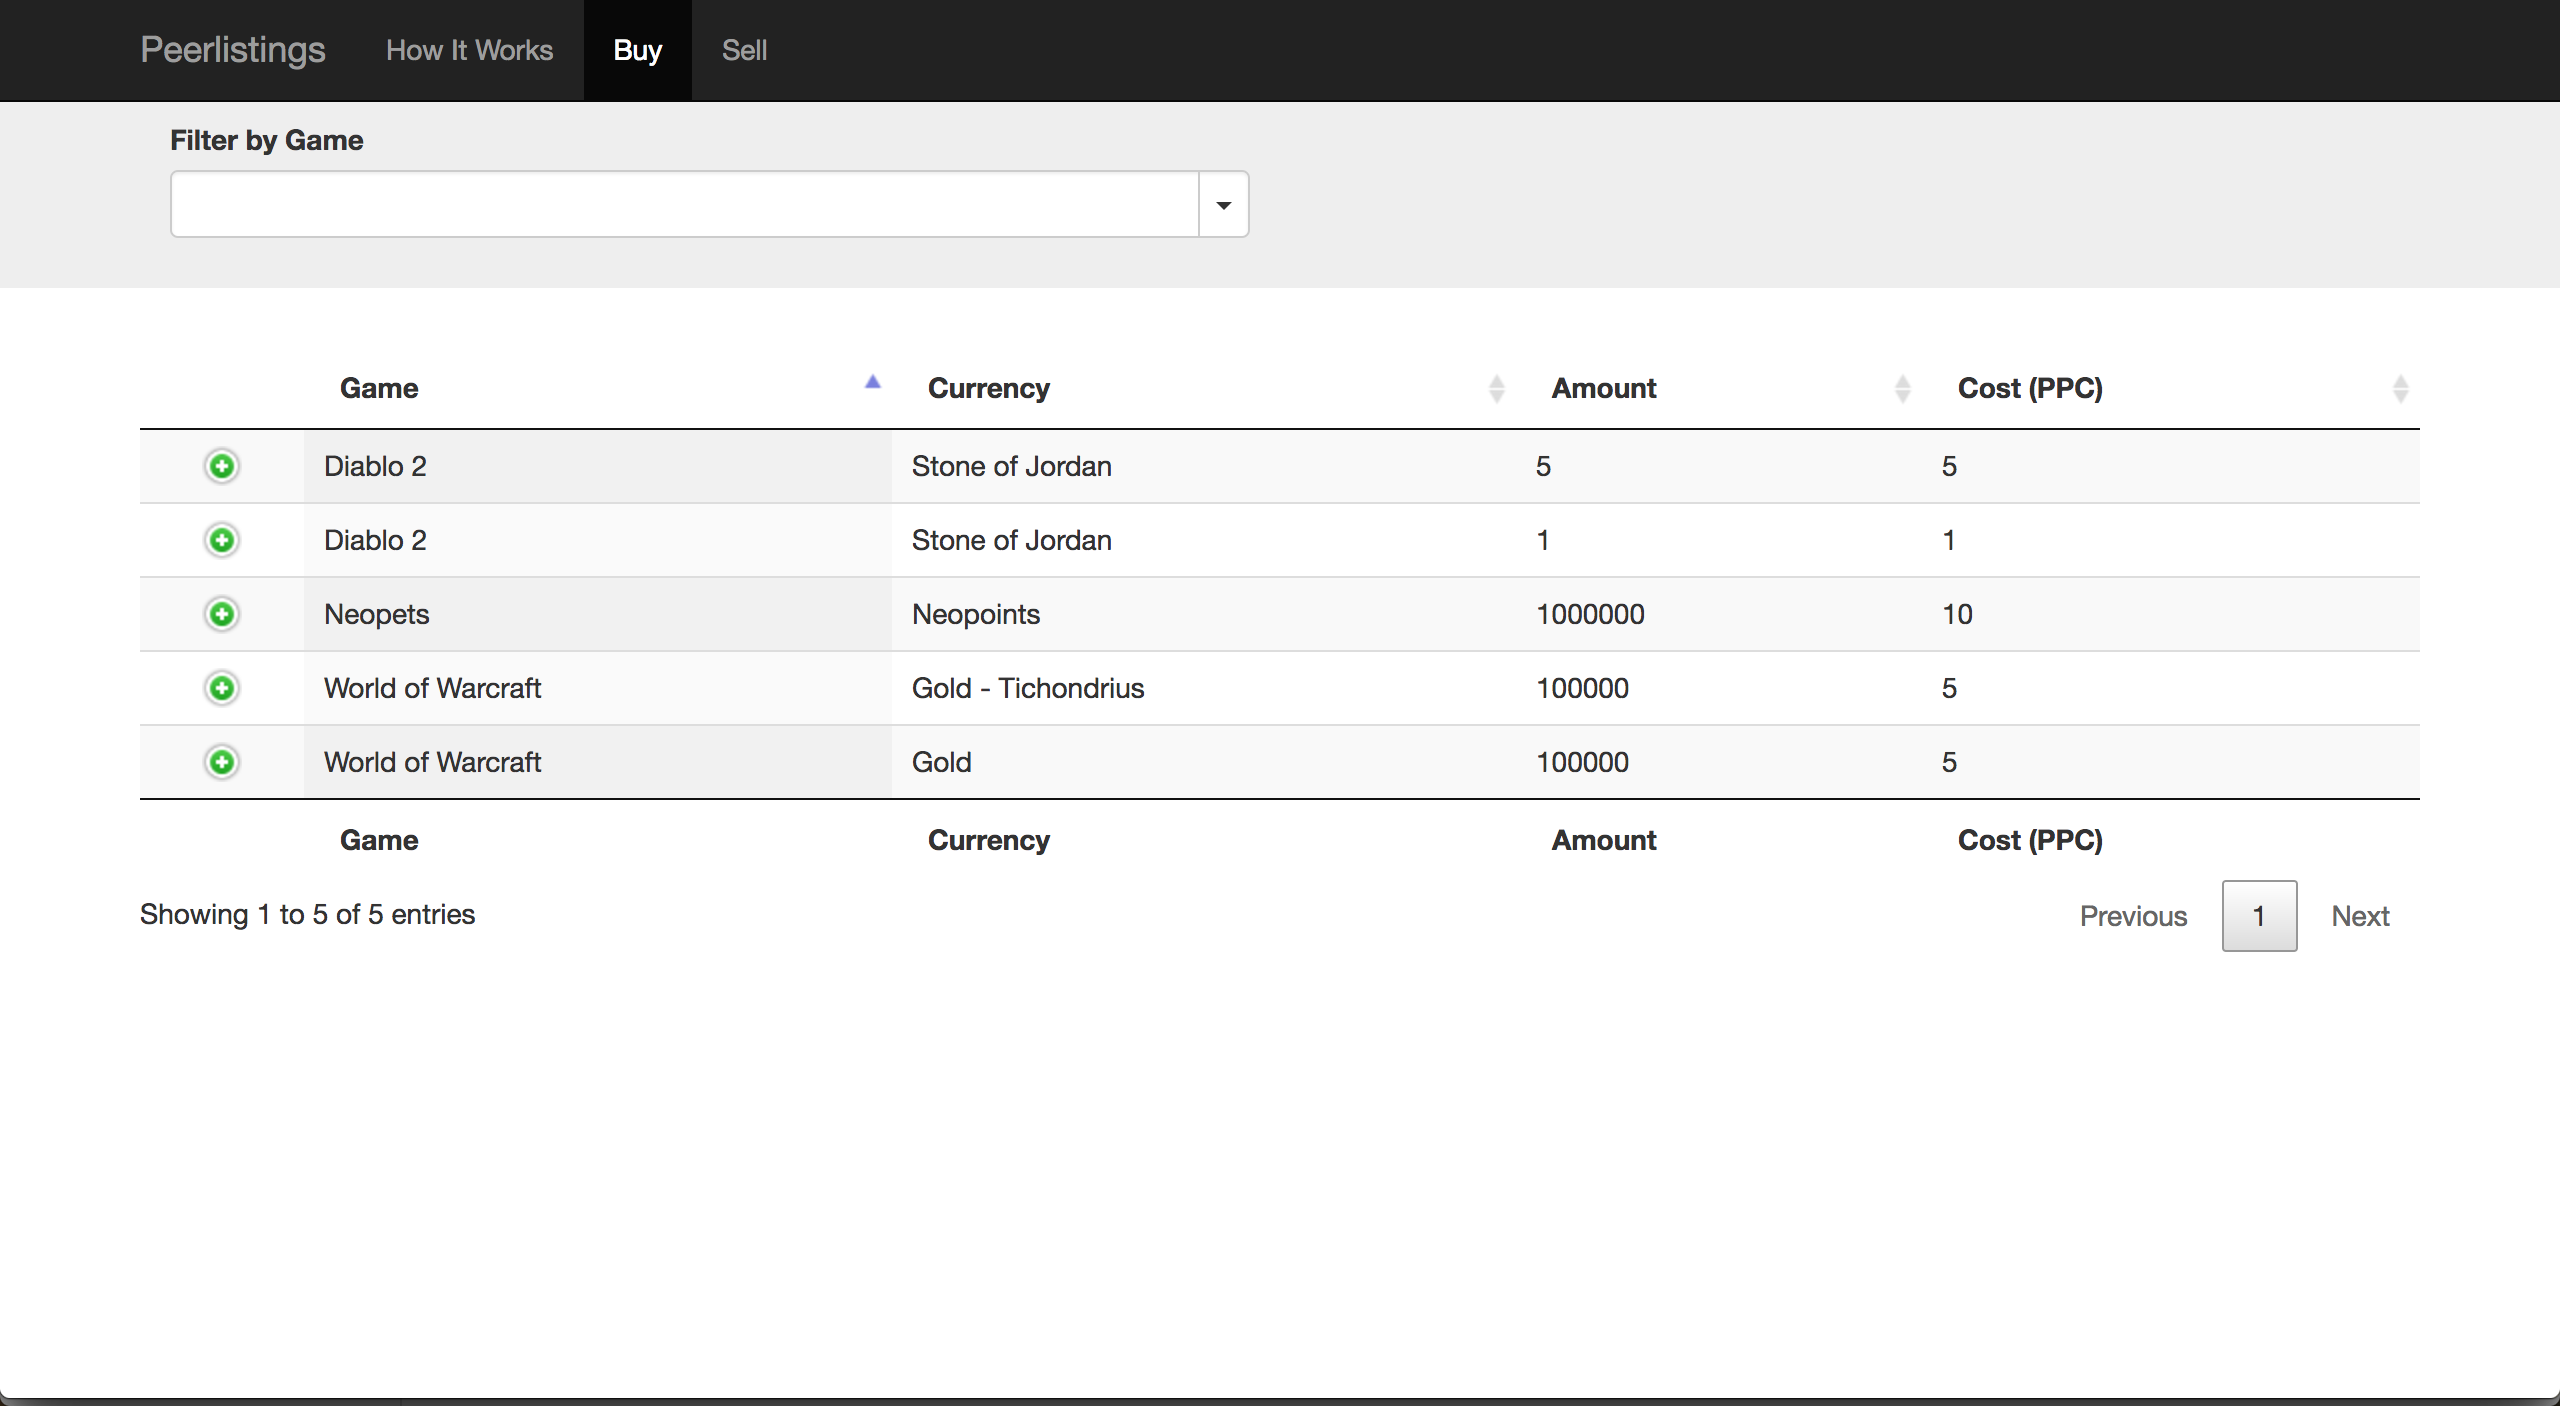 Peerlistings How It Works Buy Sell
Filter by Game
Game Currency Amount Cost (PPC)
Diablo 2 Stone of Jordan 5 5
Diablo 2 Stone of Jordan 1 1
Neopets Neopoints 1000000 10
World of Warcraft Gold - Tichondrius 100000 5
World of Warcraft Gold 100000 5
Game Currency Amount Cost (PPC)
Showing 1 to 5 of 5 entries Previous 1 Next